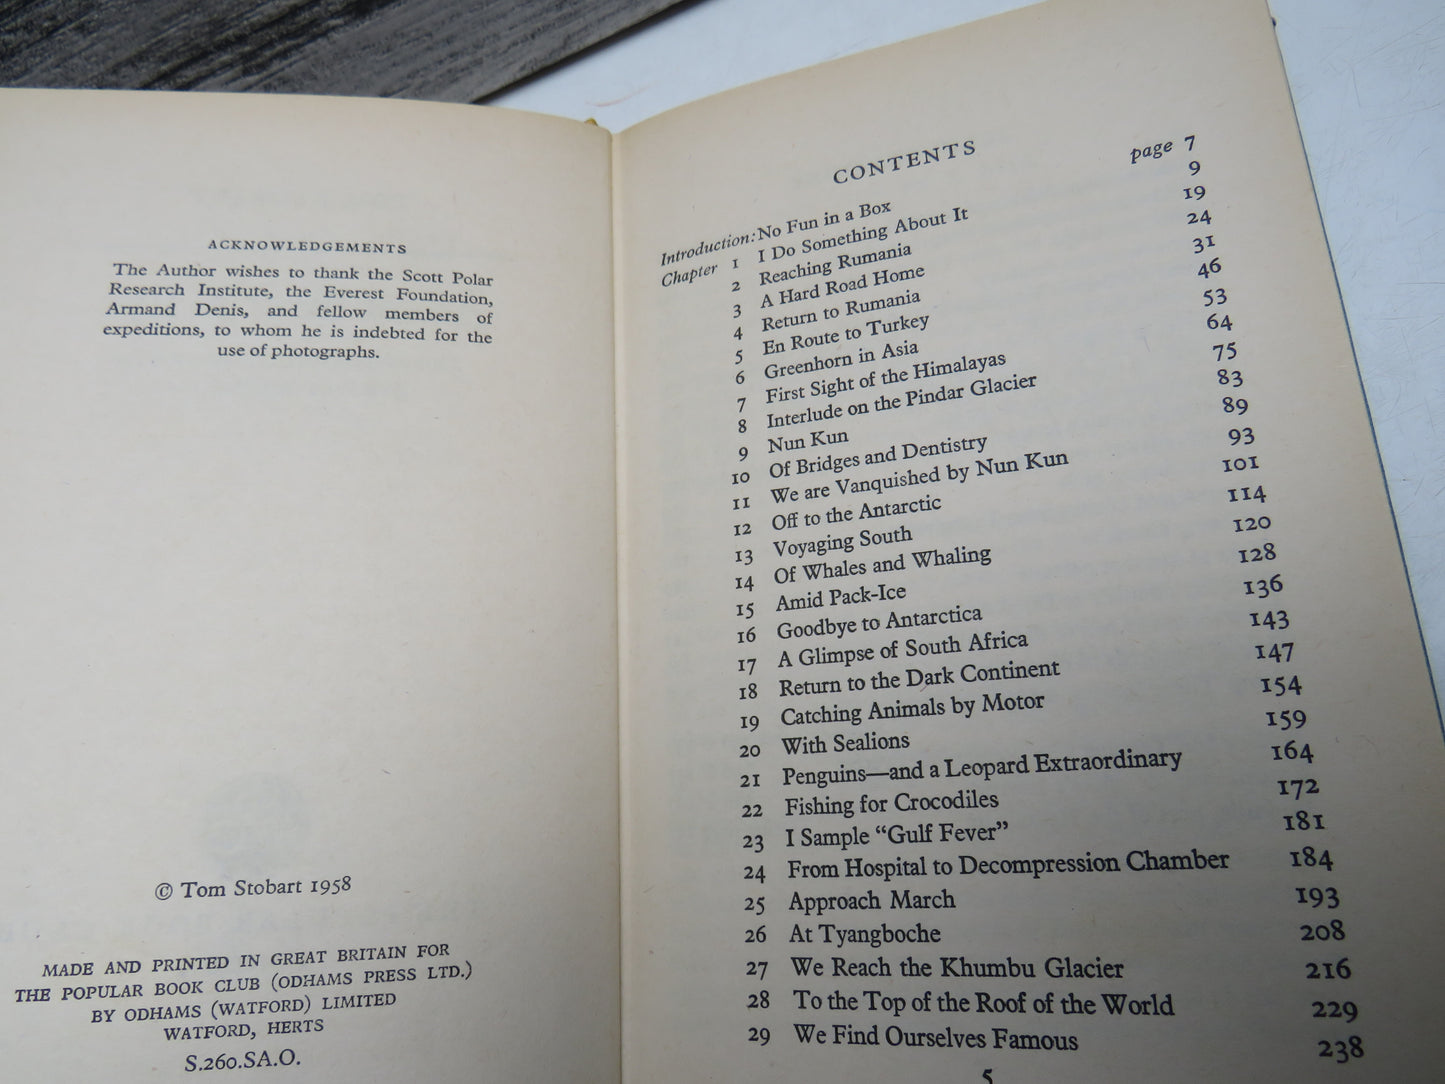 ACKNOWLEDGEMENTS
The Author wishes to thank the Scott Polar
Research Institute, the Everest Foundation,
Armand Denis, and fellow members of
expeditions, to whom he is indebted for the
use of photographs.
© Tom Stobart 1958
MADE AND PRINTED IN GREAT BRITAIN FOR
THE POPULAR BOOK CLUB (ODHAMS PRESS LTD.)
BY ODHAMS (WATFORD) LIMITED
WATFORD, HERTS
S.260.SA.O.
CONTENTS
Introduction: No Fun in a Box page 7
Chapter 1 I Do Something About It 9
2 Reaching Rumania 19
3 A Hard Road Home 24
4 Return to Rumania 31
5 En Route to Turkey 46
6 Greenhorn in Asia 53
7 First Sight of the Himalayas 64
8 Interlude on the Pindar Glacier 75
9 Nun Kun 83
10 Of Bridges and Dentistry 89
11 We are Vanquished by Nun Kun 93
12 Off to the Antarctic 101
13 Voyaging South 114
14 Of Whales and Whaling 120
15 Amid Pack-Ice 128
16 Goodbye to Antarctica 136
17 A Glimpse of South Africa 143
18 Return to the Dark Continent 147
19 Catching Animals by Motor 154
20 With Sealions 159
21 Penguins—and a Leopard Extraordinary 164
22 Fishing for Crocodiles 172
23 I Sample “Gulf Fever” 181
24 From Hospital to Decompression Chamber 184
25 Approach March 193
26 At Tyangboche 208
27 We Reach the Khumbu Glacier 216
28 To the Top of the Roof of the World 229
29 We Find Ourselves Famous 238
5